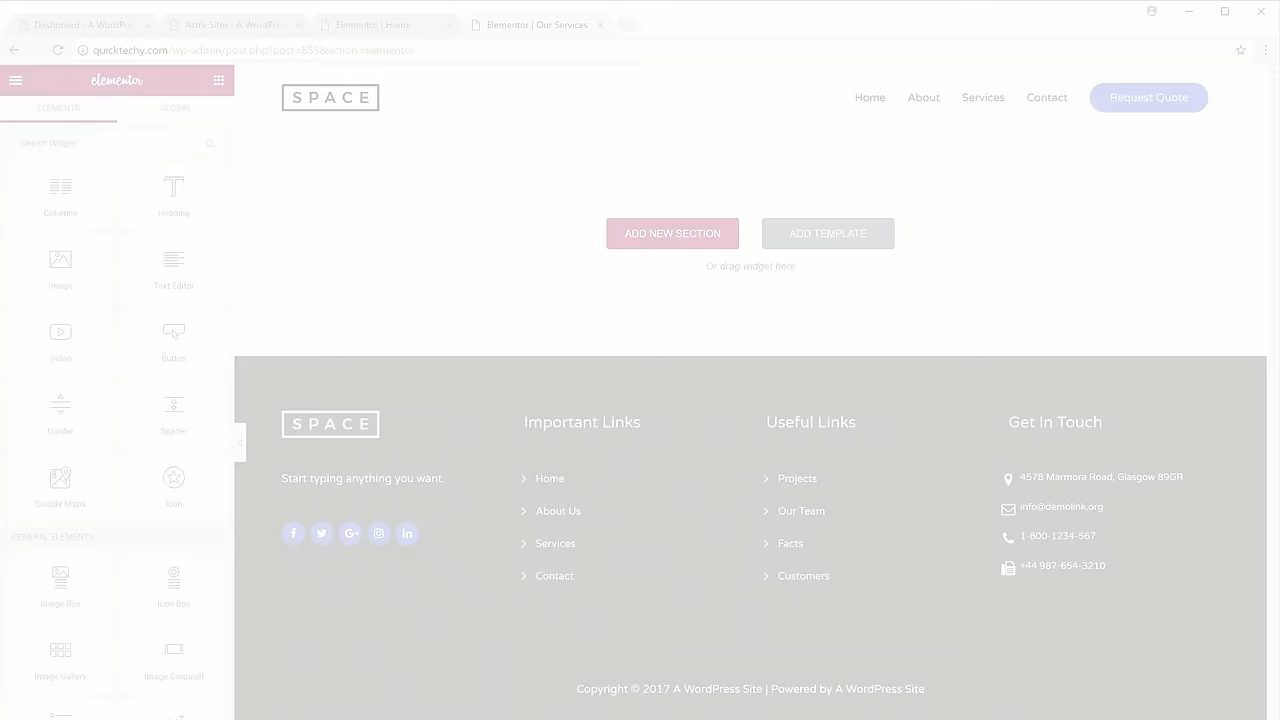 Dashboard - A WordPre
Astra Sites - A WordPre
Elementor | Home
Elementor | Our Services
quicktechy.com/wp-admin/post.php?post=655&action=elementor
elementor
ELEMENTS
GLOBAL
Search Widget
Columns
Heading
Image
Text Editor
Video
Button
Divider
Spacer
Google Maps
Icon
GENERAL ELEMENTS
Image Box
Icon Box
Image Gallery
Image Carousel
SPACE
Home
About
Services
Contact
Request Quote
ADD NEW SECTION
ADD TEMPLATE
Or drag widget here
SPACE
Start typing anything you want.
Important Links
Home
About Us
Services
Contact
Useful Links
Projects
Our Team
Facts
Customers
Get In Touch
4578 Marmora Road, Glasgow 89GR
info@demolink.org
1-800-1234-567
+44 987-654-3210
Copyright © 2017 A WordPress Site | Powered by A WordPress Site